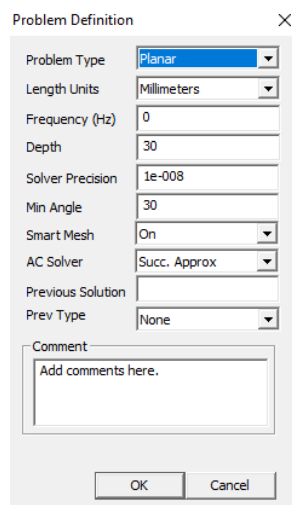 Problem Definition
Problem Type Planar
Length Units Millimeters
Frequency (Hz) 0
Depth 30
Solver Precision 1e-008
Min Angle 30
Smart Mesh On
AC Solver Succ. Approx
Previous Solution
Prev Type None
Comment
Add comments here.
OK Cancel